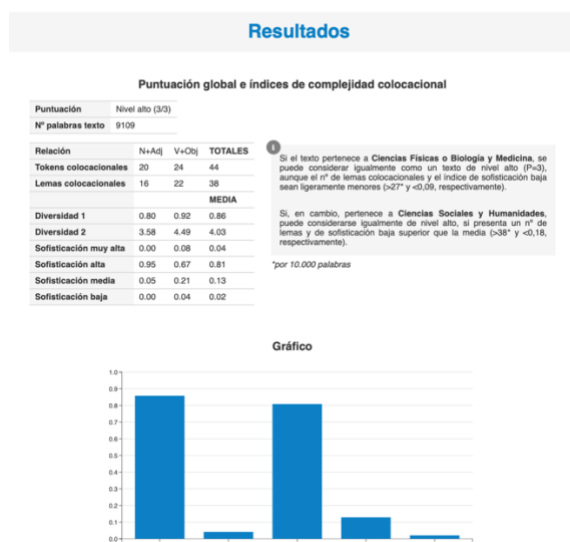 Resultados
Puntuación global e índices de complejidad colocacional
Puntuación Nivel alto (3/3)
Nº palabras texto 9109
Relación N+Adj V+Obj TOTALES
Tokens colocacionales 20 24 44
Lemas colocacionales 16 22 38
MEDIA
Diversidad 1 0.80 0.92 0.86
Diversidad 2 3.58 4.49 4.03
Sofisticación muy alta 0.00 0.08 0.04
Sofisticación alta 0.95 0.67 0.81
Sofisticación media 0.05 0.21 0.13
Sofisticación baja 0.00 0.04 0.02
i
Si el texto pertenece a Ciencias Físicas o Biología y Medicina, se
puede considerar igualmente como un texto de nivel alto (P=3),
aunque el nº de lemas colocacionales y el índice de sofisticación baja
sean ligeramente menores (>27* y <0,09, respectivamente).
Si, en cambio, pertenece a Ciencias Sociales y Humanidades,
puede considerarse igualmente de nivel alto, si presenta un nº de
lemas y de sofisticación baja superior que la media (>38* y <0,18,
respectivamente).
*por 10.000 palabras
Gráfico
1.0
0.9
0.8
0.7
0.6
0.5
0.4
0.3
0.2
0.1
0.0